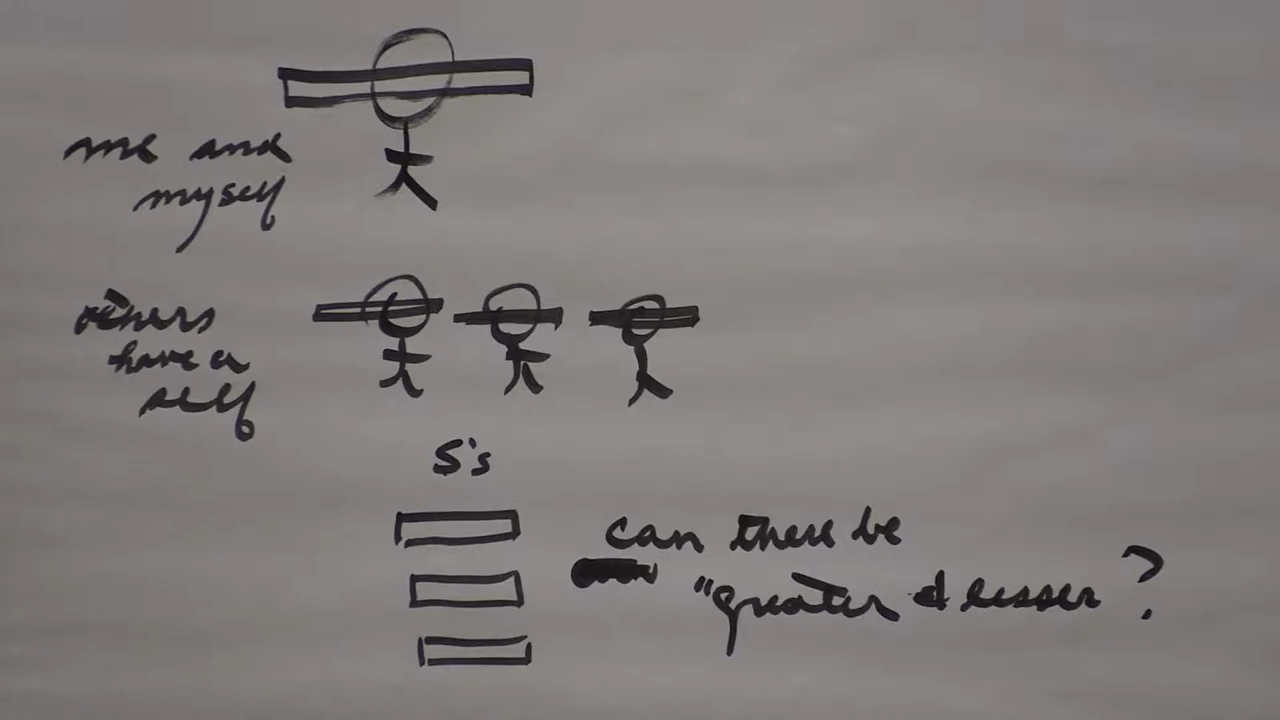 me and
myself
others
have a
self
S's
can there be
"greater & lesser?